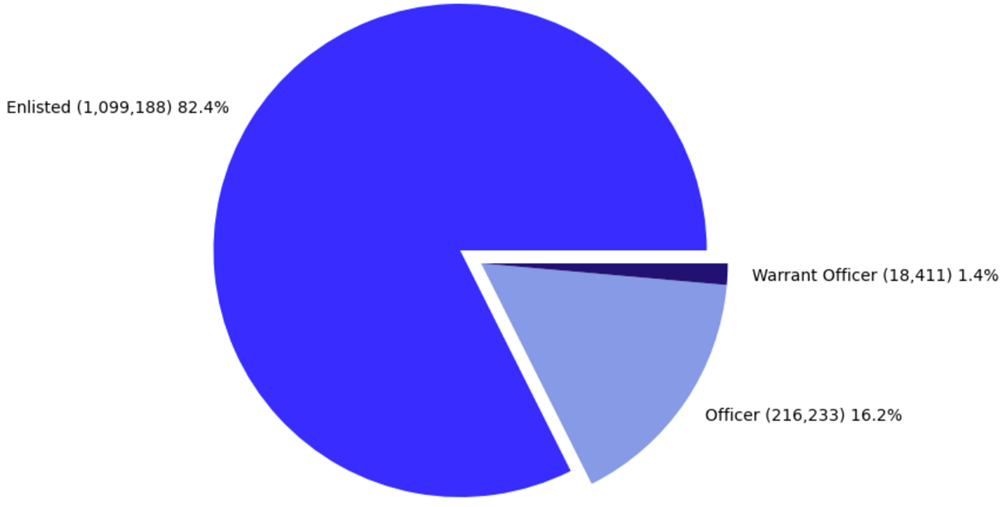 Enlisted (1,099,188) 82.4%
Warrant Officer (18,411) 1.4%
Officer (216,233) 16.2%